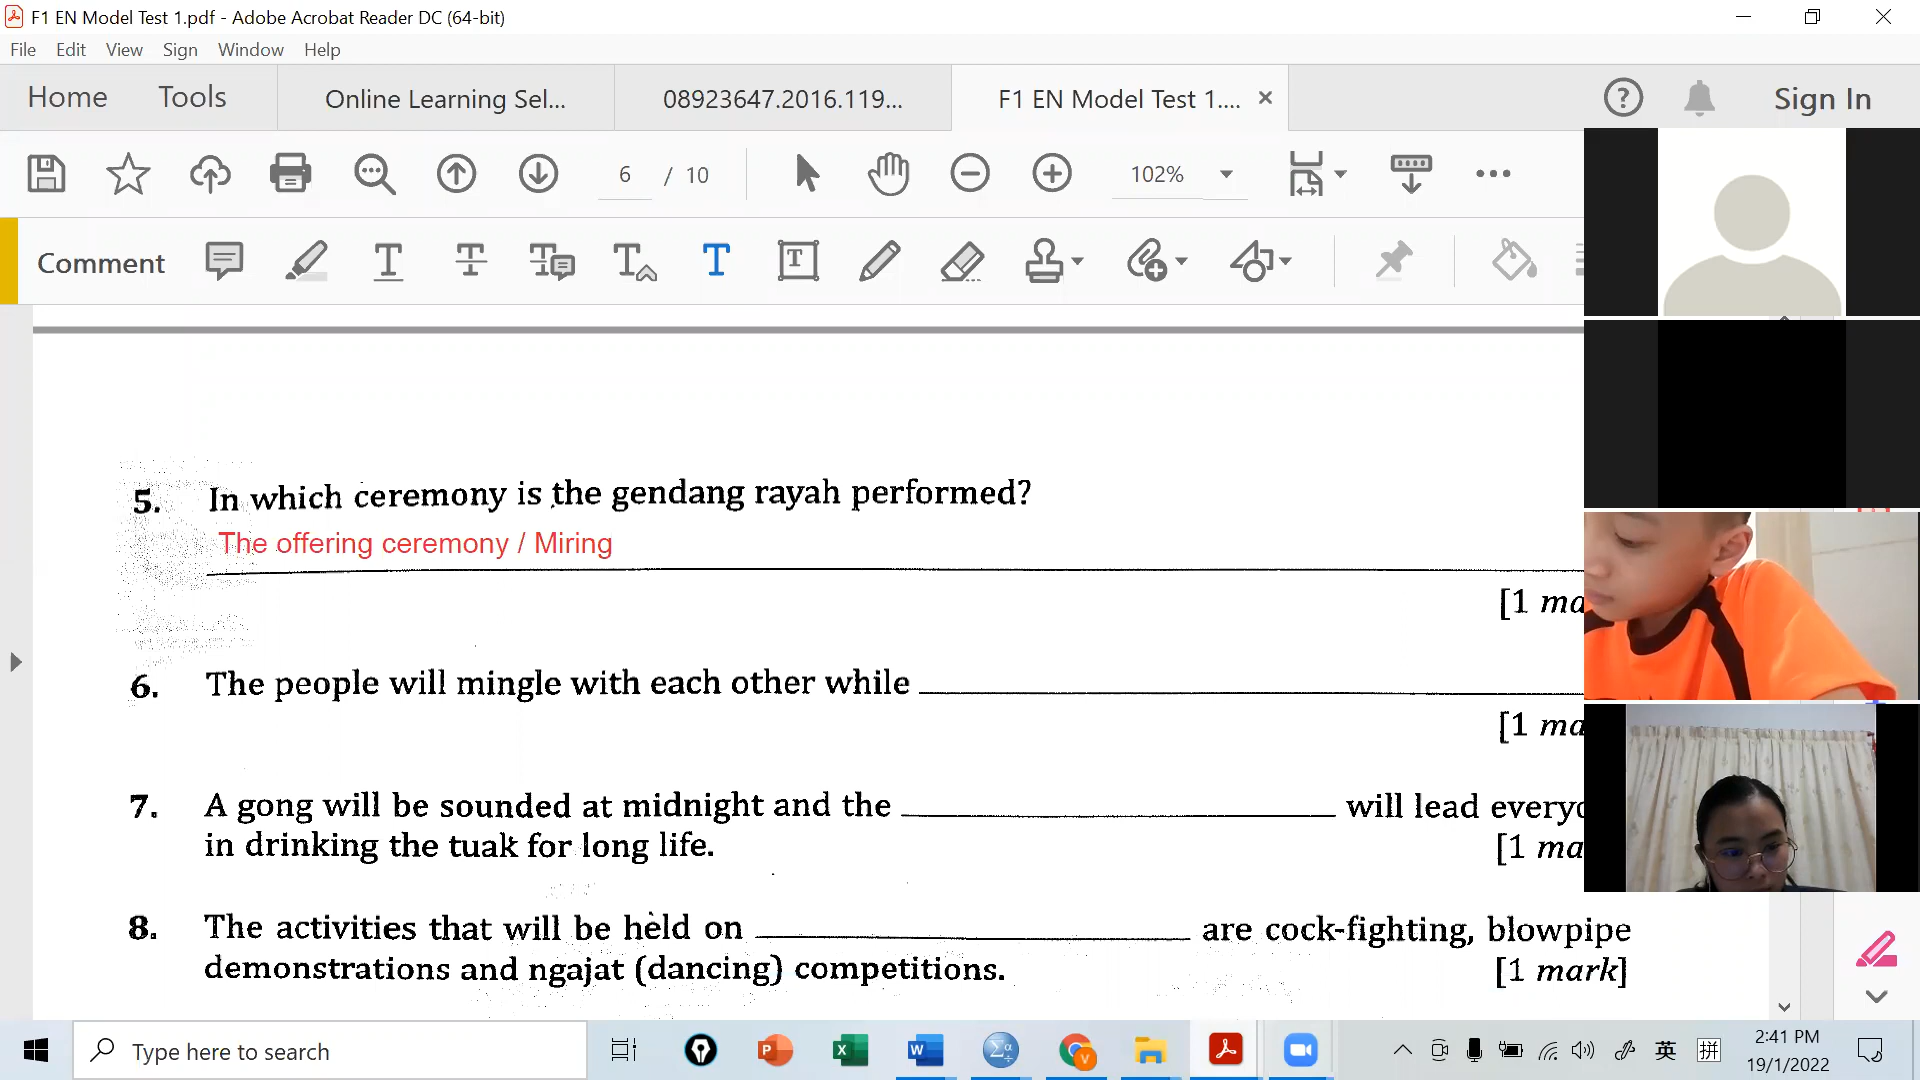 F1 EN Model Test 1.pdf - Adobe Acrobat Reader DC (64-bit)
File Edit View Sign Window Help
Home Tools Online Learning Sel... 08923647.2016.119... F1 EN Model Test 1.... Sign In
6 / 10 102%
Comment
5. In which ceremony is the gendang rayah performed?
The offering ceremony / Miring
[1 ma
6. The people will mingle with each other while
[1 ma
7. A gong will be sounded at midnight and the will lead everyo
in drinking the tuak for long life. [1 ma
8. The activities that will be held on are cock-fighting, blowpipe
demonstrations and ngajat (dancing) competitions. [1 mark]
Type here to search
英 拼 2:41 PM
19/1/2022